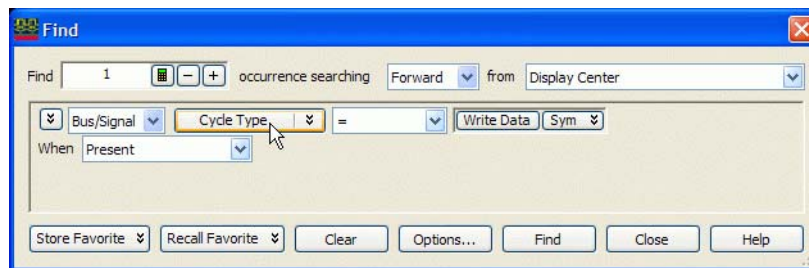 Find
Find 1 − + occurrence searching Forward from Display Center
Bus/Signal Cycle Type = Write Data Sym
When Present
Store Favorite Recall Favorite Clear Options... Find Close Help